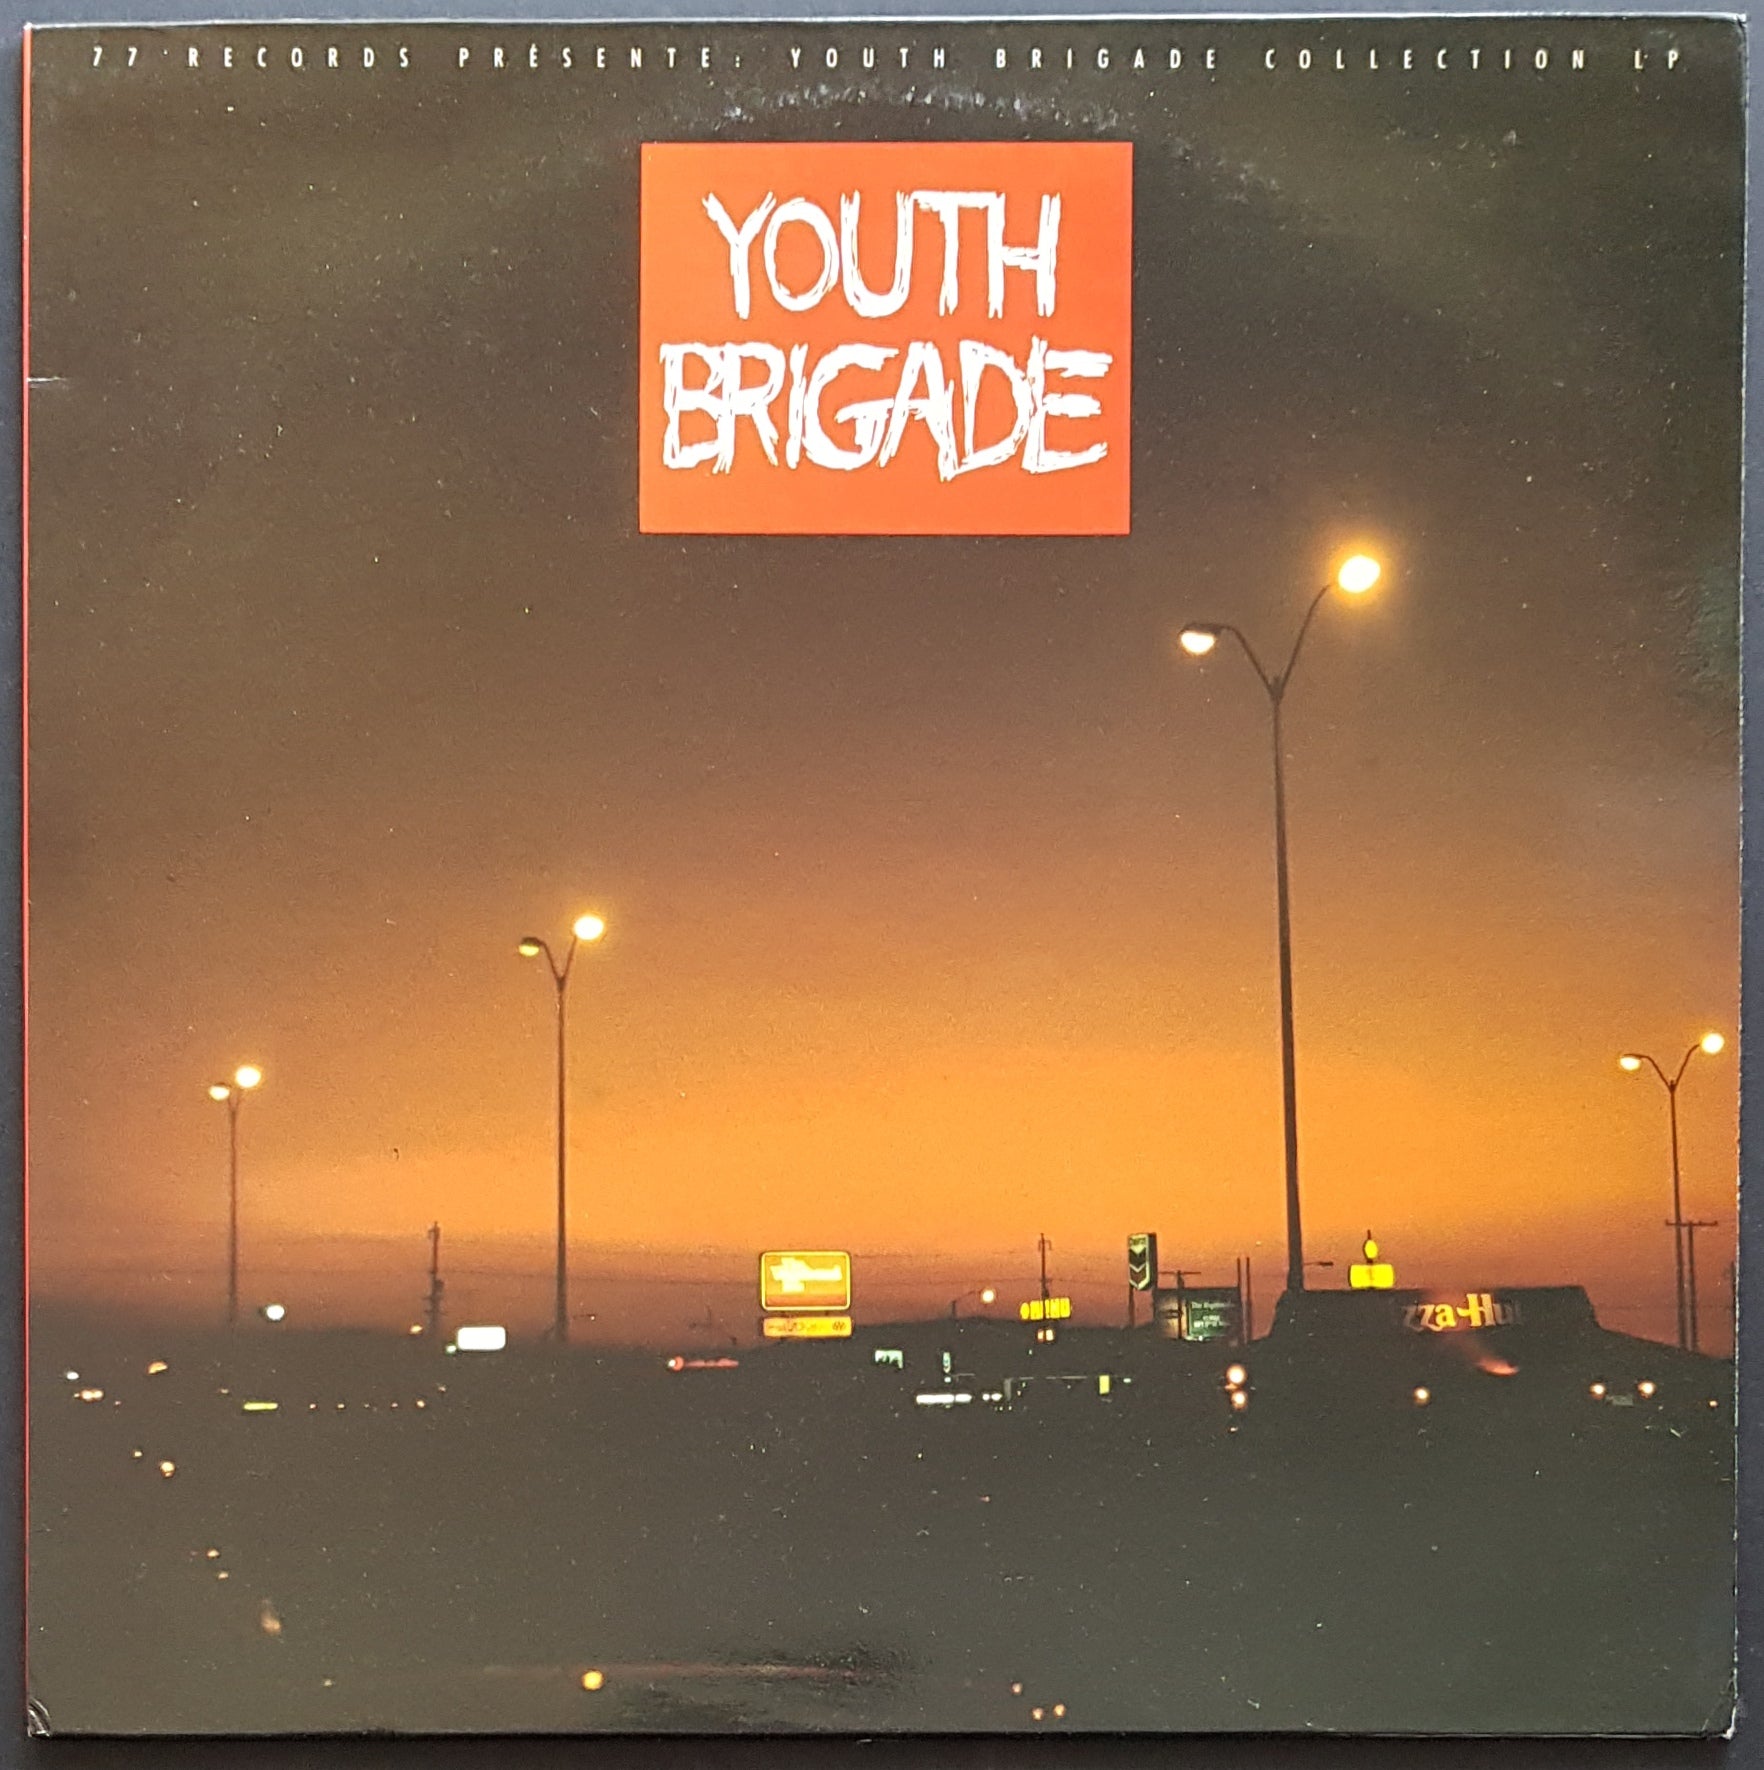 77 RECORDS PRÉSENTE: YOUTH BRIGADE COLLECTION LP
YOUTH
BRIGADE
zza Hu